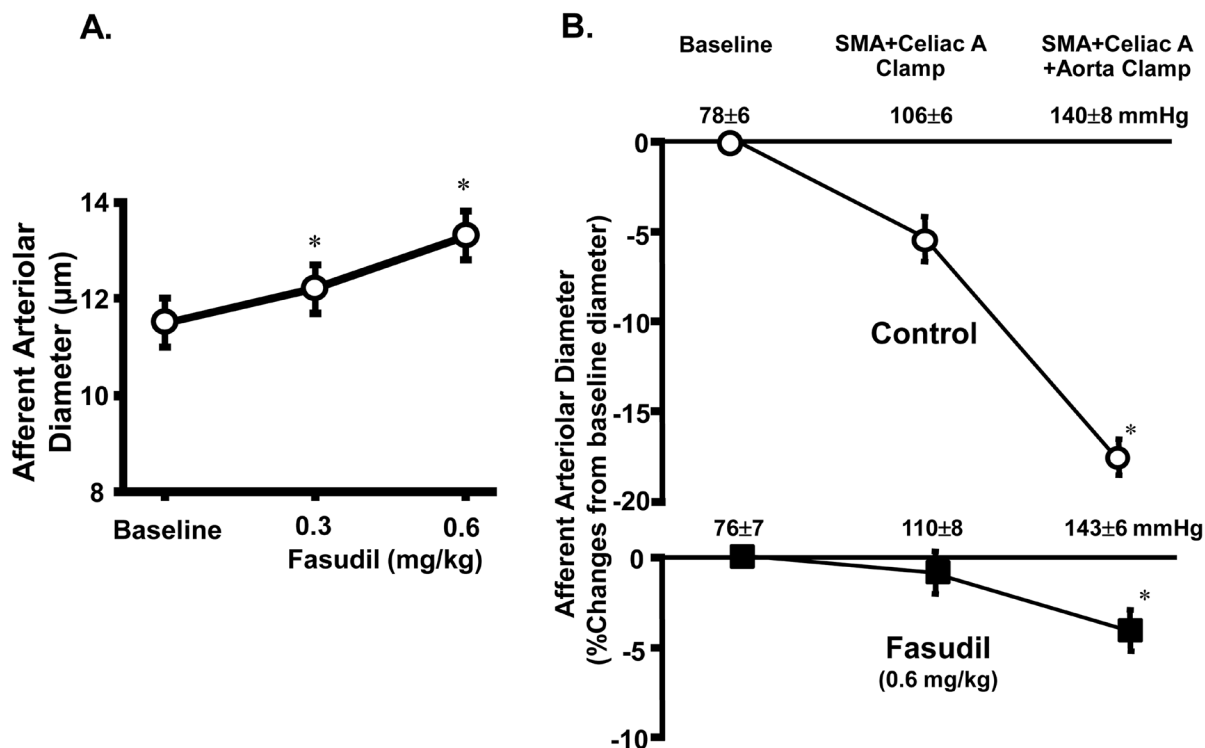 A.
Afferent Arteriolar
Diameter (μm)
14
12
10
8
*
*
Baseline
0.3
0.6
Fasudil (mg/kg)
B.
Baseline
SMA+Celiac A
Clamp
SMA+Celiac A
+Aorta Clamp
78±6
106±6
140±8 mmHg
Afferent Arteriolar Diameter
(%Changes from baseline diameter)
0
-5
-10
-15
-20
Control
*
76±7
110±8
143±6 mmHg
0
-5
-10
*
Fasudil
(0.6 mg/kg)